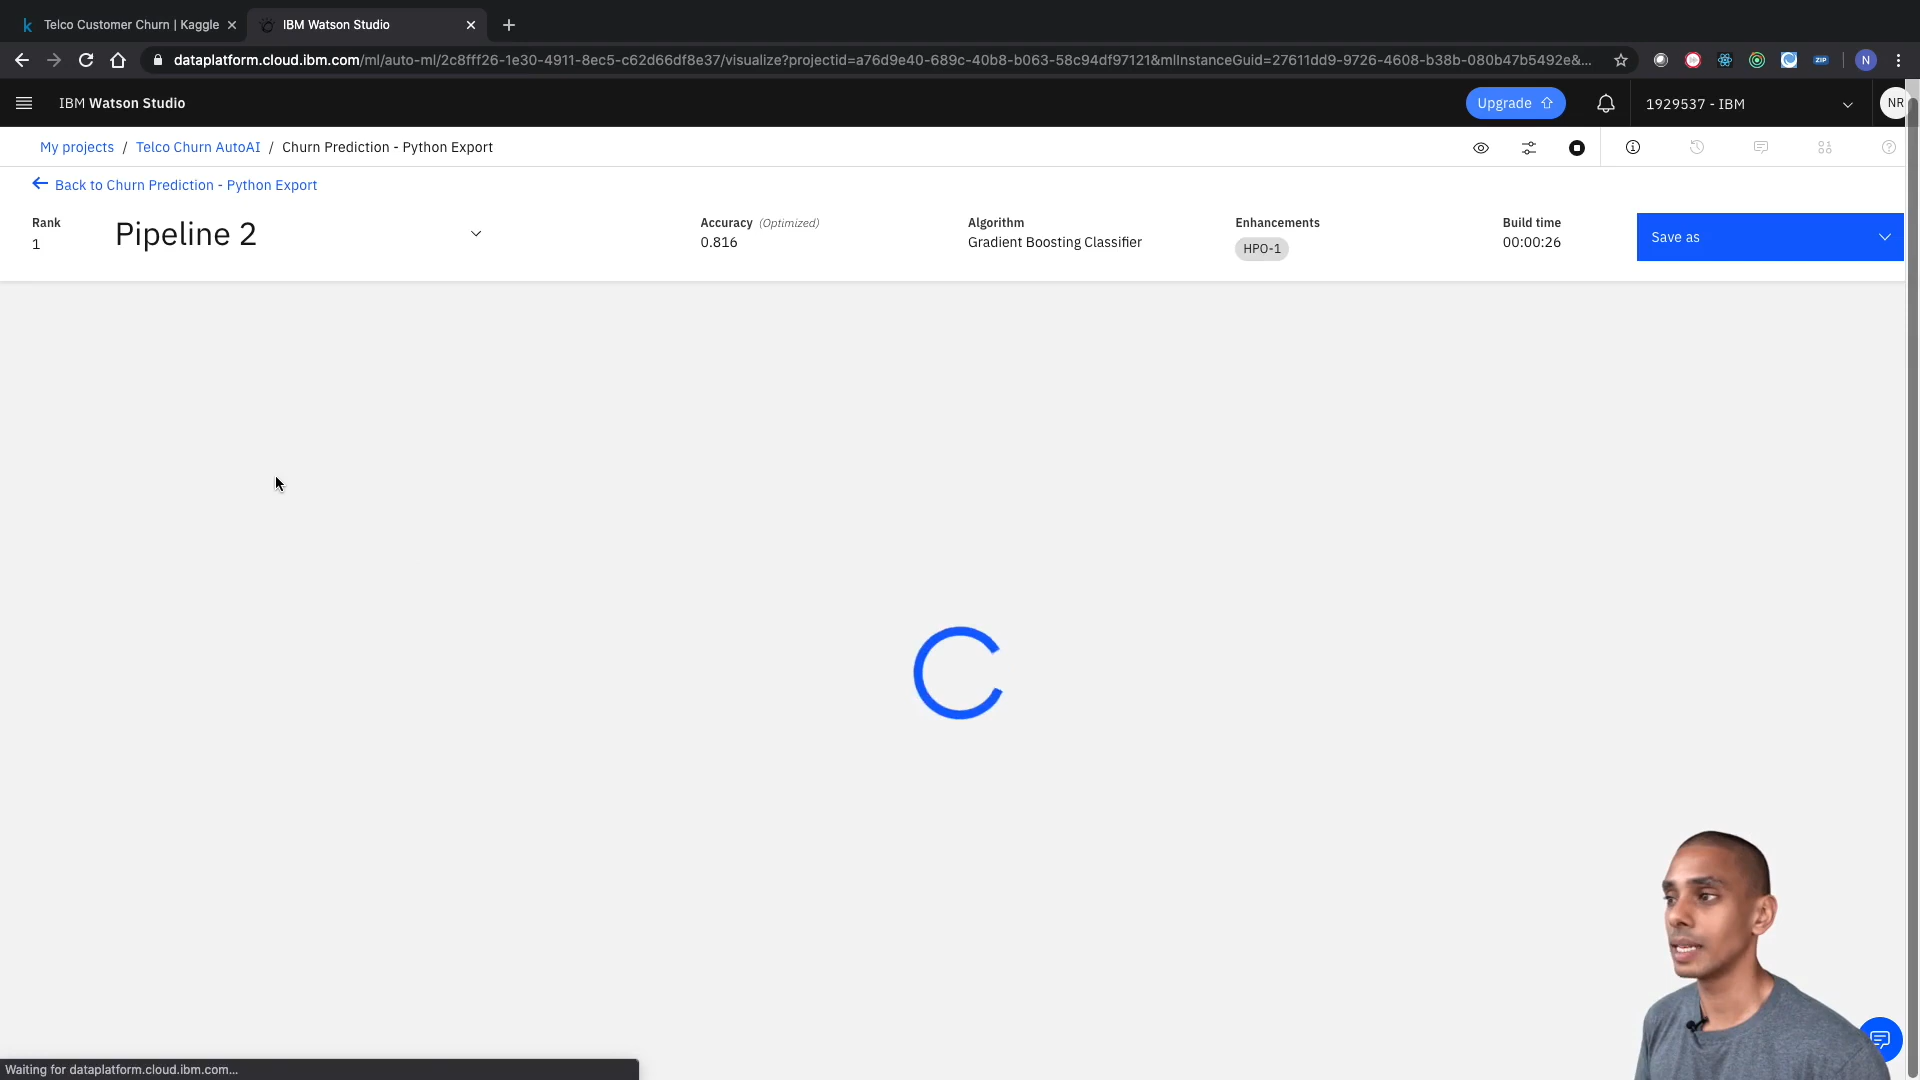 k Telco Customer Churn | Kaggle
IBM Watson Studio
dataplatform.cloud.ibm.com/ml/auto-ml/2c8fff26-1e30-4911-8ec5-c62d66df8e37/visualize?projectid=a76d9e40-689c-40b8-b063-58c94df97121&mlInstanceGuid=27611dd9-9726-4608-b38b-080b47b5492e&...
ZIP
N
IBM Watson Studio
Upgrade
1929537 - IBM
NR
My projects / Telco Churn AutoAI / Churn Prediction - Python Export
Back to Churn Prediction - Python Export
Rank
1
Pipeline 2
Accuracy (Optimized)
0.816
Algorithm
Gradient Boosting Classifier
Enhancements
HPO-1
Build time
00:00:26
Save as
Waiting for dataplatform.cloud.ibm.com...